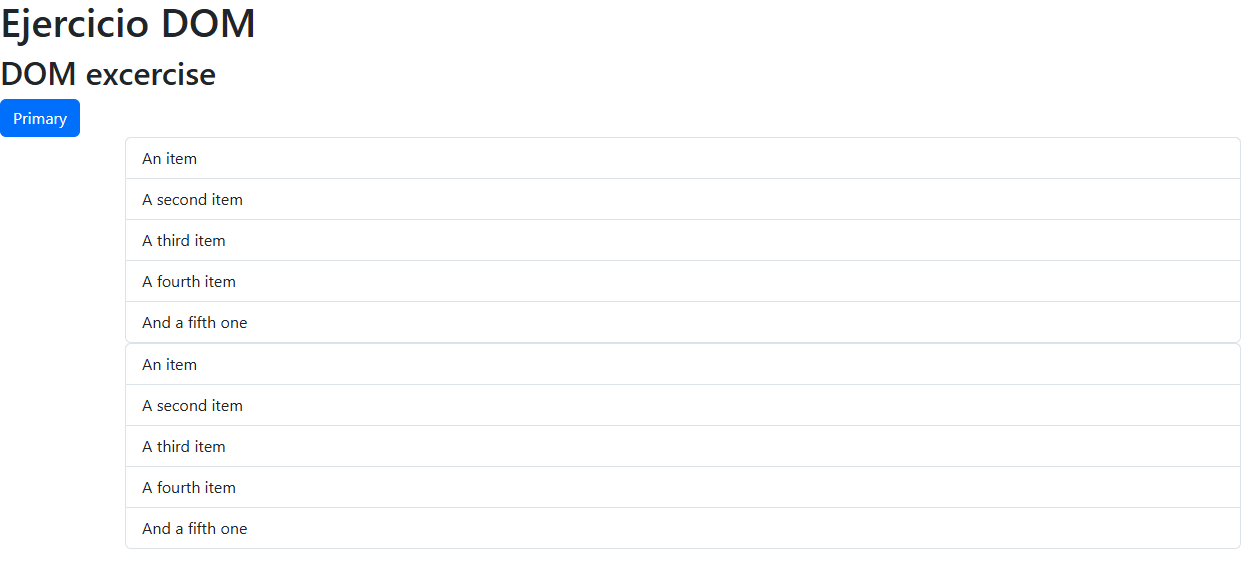 Ejercicio DOM
DOM excercise
Primary
An item
A second item
A third item
A fourth item
And a fifth one
An item
A second item
A third item
A fourth item
And a fifth one